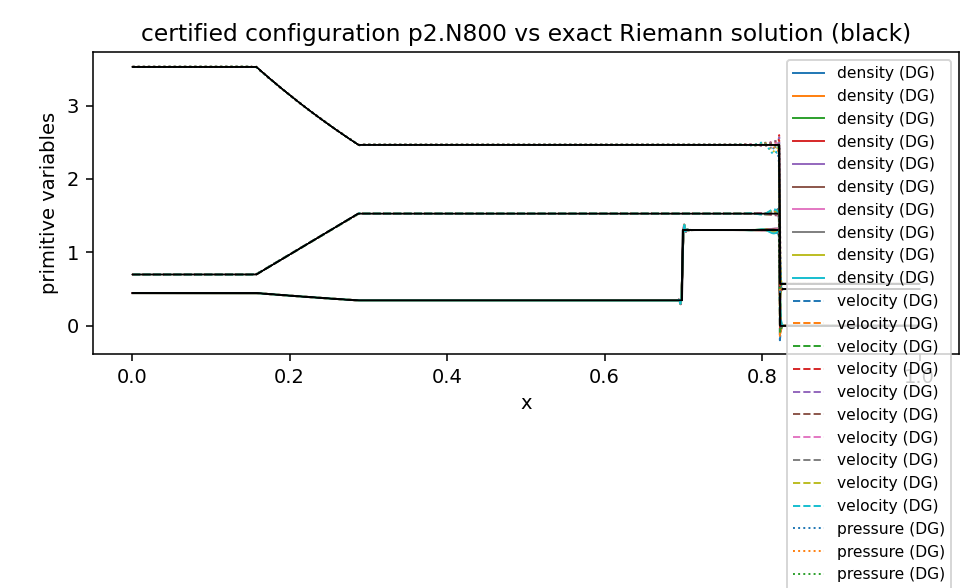 certified configuration p2.N800 vs exact Riemann solution (black)
primitive variables
3
2
1
0
0.0
0.2
0.4
0.6
0.8
1.0
x
density (DG)
density (DG)
density (DG)
density (DG)
density (DG)
density (DG)
density (DG)
density (DG)
density (DG)
density (DG)
velocity (DG)
velocity (DG)
velocity (DG)
velocity (DG)
velocity (DG)
velocity (DG)
velocity (DG)
velocity (DG)
velocity (DG)
velocity (DG)
pressure (DG)
pressure (DG)
pressure (DG)